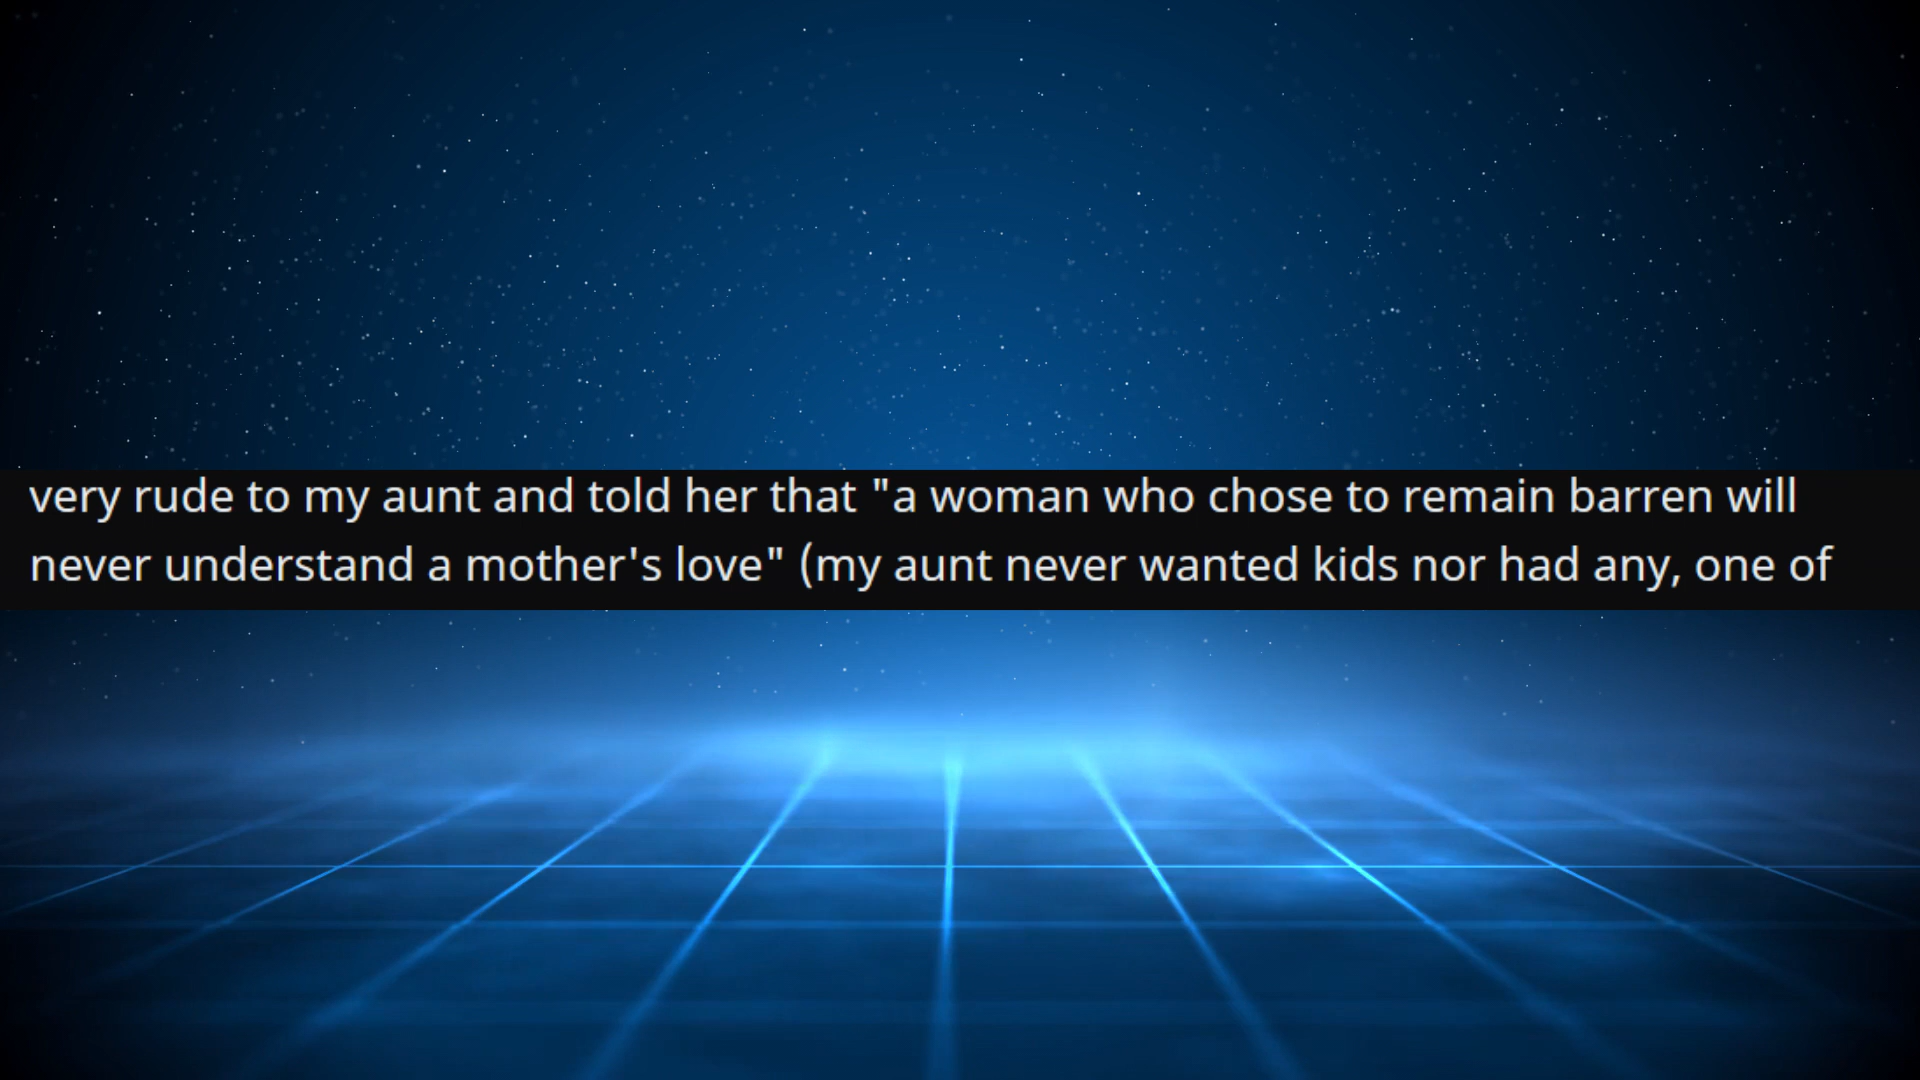 very rude to my aunt and told her that "a woman who chose to remain barren will
never understand a mother's love" (my aunt never wanted kids nor had any, one of